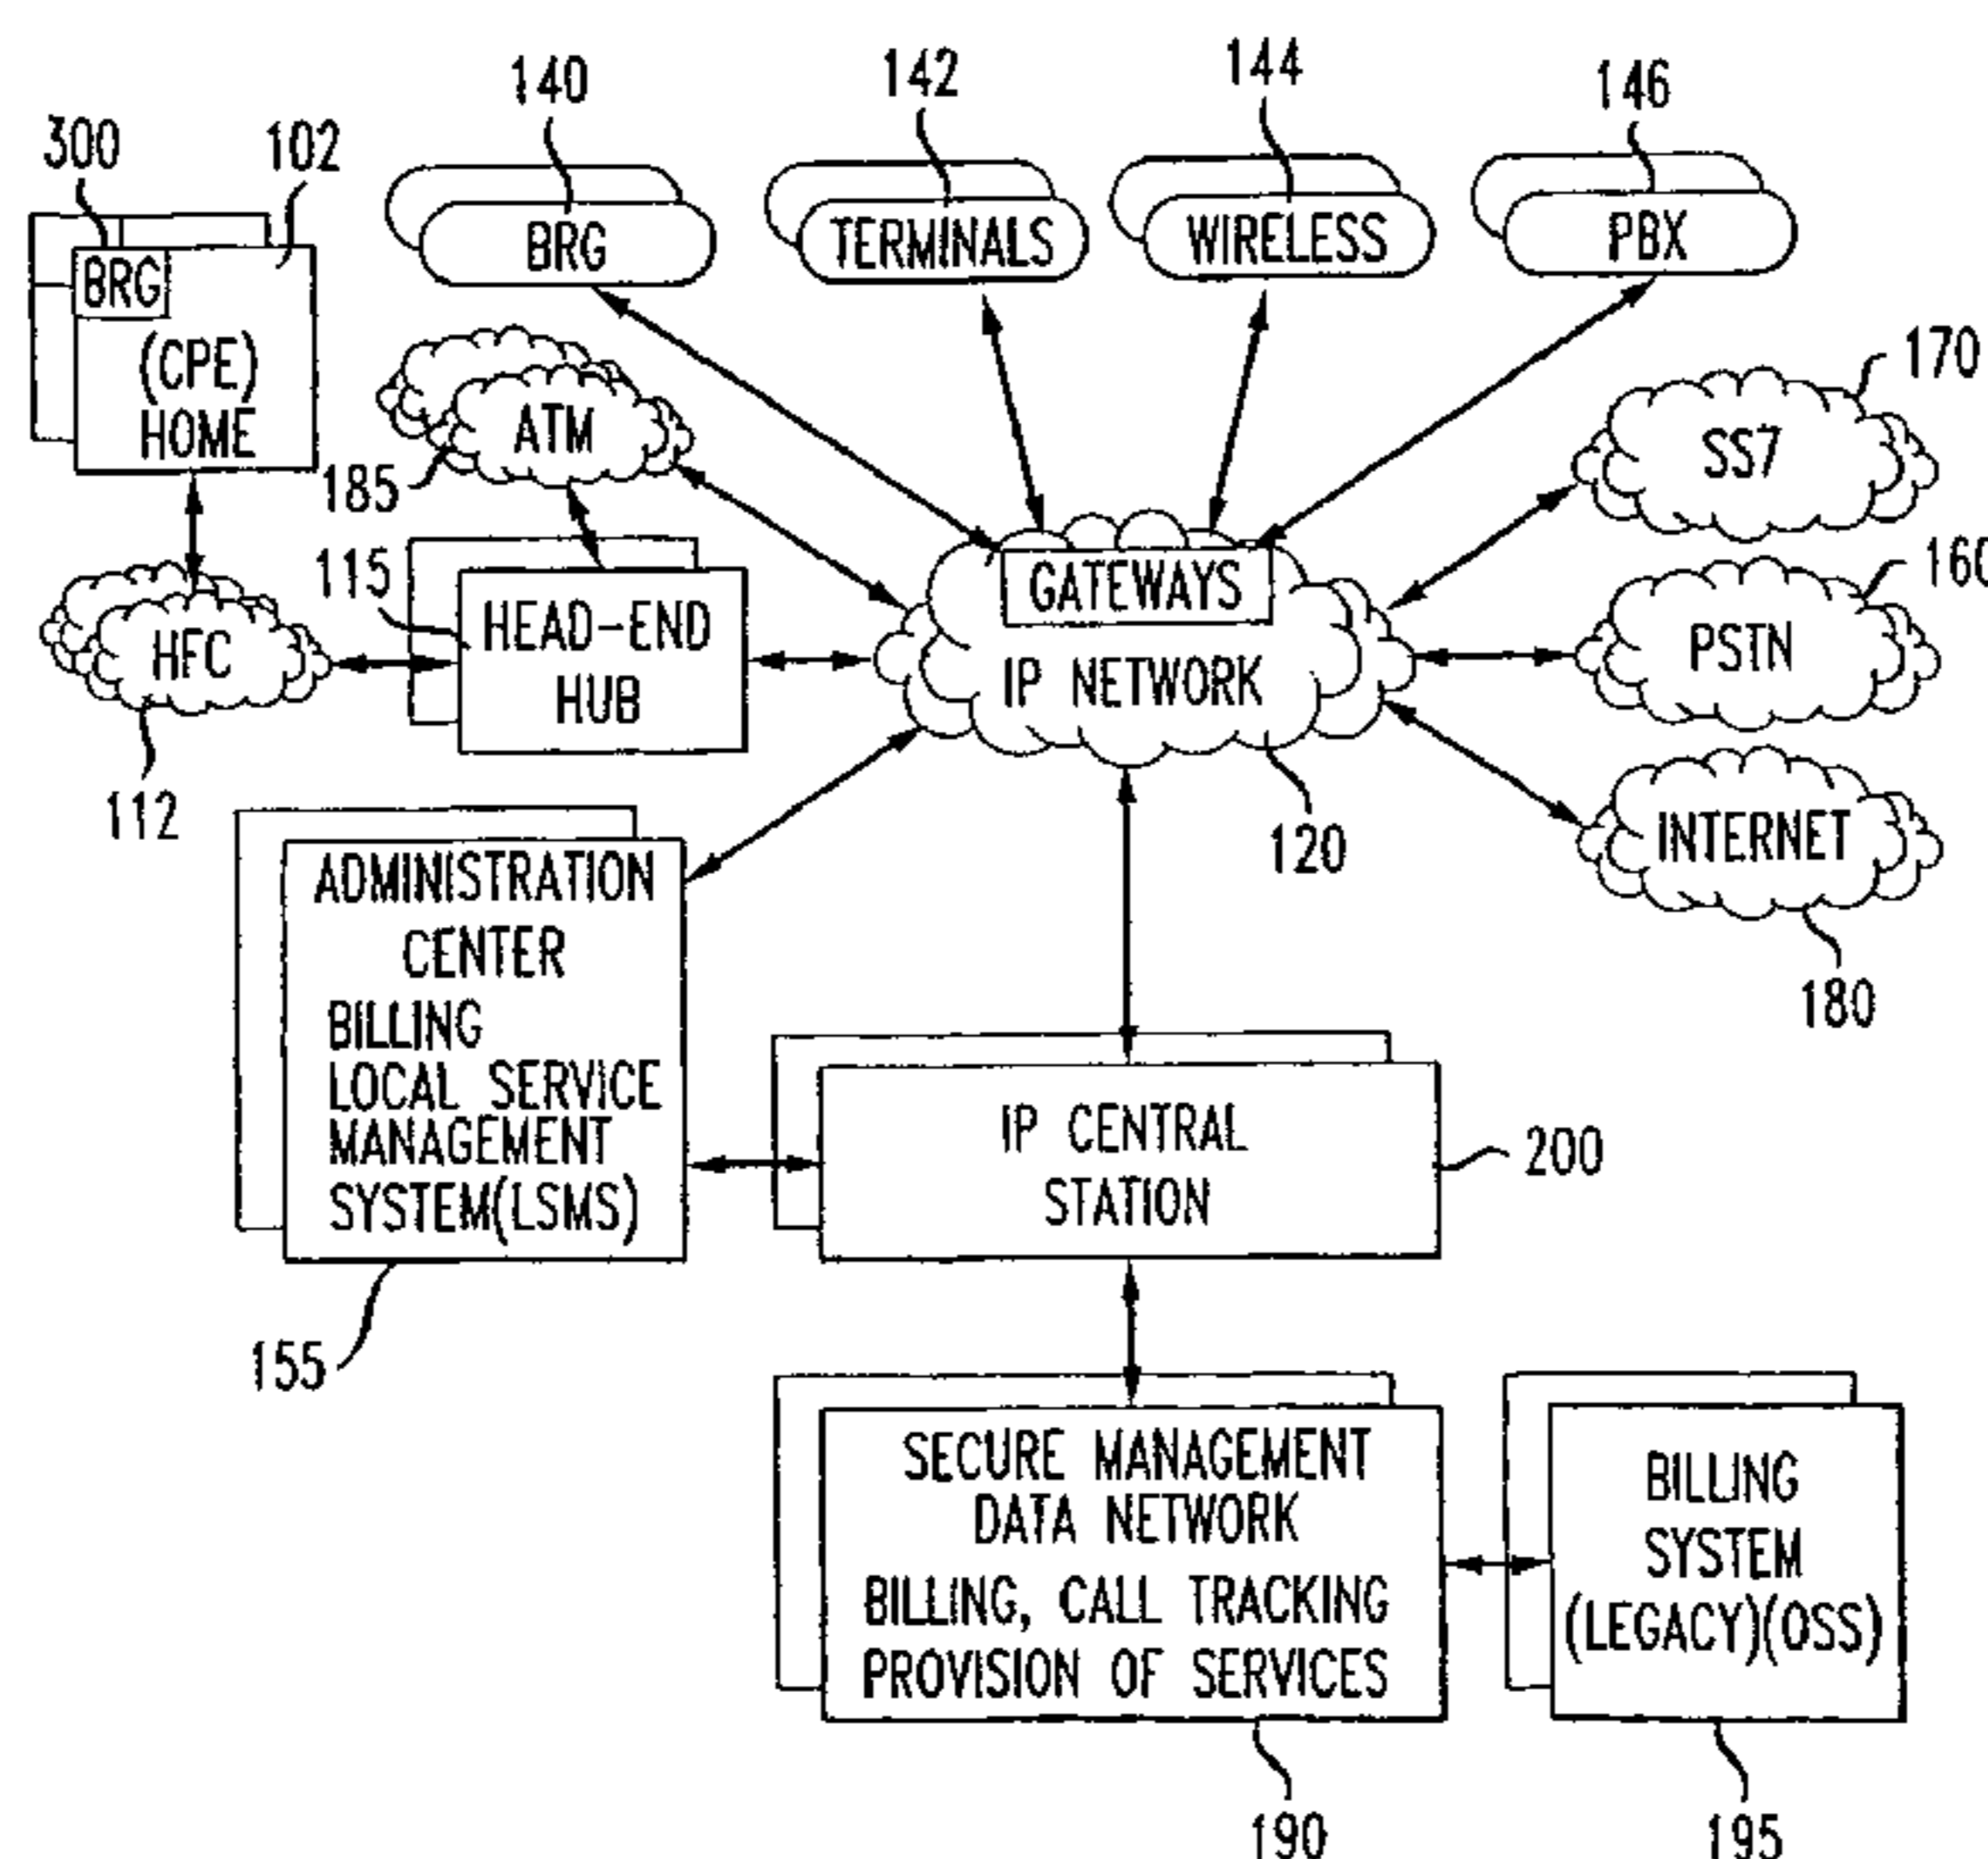 140
142
144
146
300
102
BRG
TERMINALS
WIRELESS
PBX
BRG
(CPE)
HOME
170
ATM
SS7
185
115
GATEWAYS
160
HEAD-END
HUB
HFC
IP NETWORK
PSTN
112
120
INTERNET
180
ADMINISTRATION
CENTER
BILLING
LOCAL SERVICE
MANAGEMENT
SYSTEM(LSMS)
IP CENTRAL
STATION
200
155
SECURE MANAGEMENT
DATA NETWORK
BILLING, CALL TRACKING
PROVISION OF SERVICES
BILLING
SYSTEM
(LEGACY)(OSS)
190
195